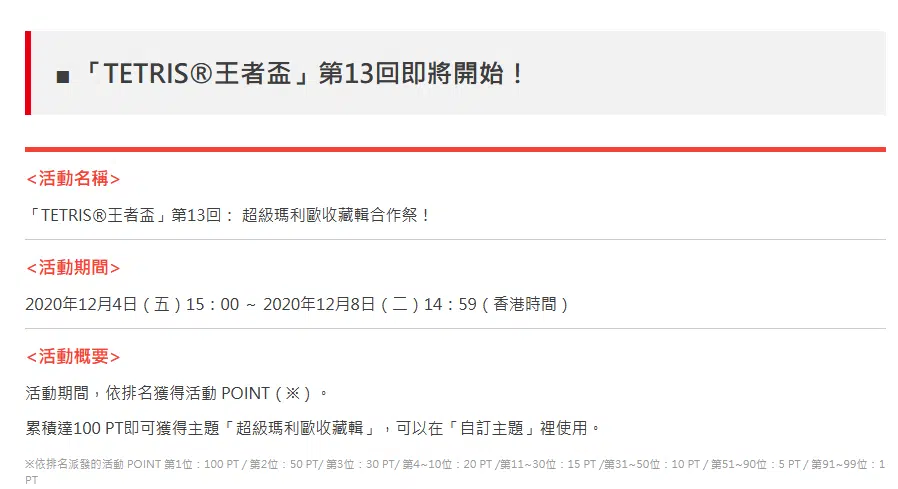 ■ 「TETRIS®王者盃」第13回即將開始！
<活動名稱>
「TETRIS®王者盃」第13回： 超級瑪利歐收藏輯合作祭！
<活動期間>
2020年12月4日（五）15：00 ～ 2020年12月8日（二）14：59（香港時間）
<活動概要>
活動期間，依排名獲得活動 POINT（※）。
累積達100 PT即可獲得主題「超級瑪利歐收藏輯」，可以在「自訂主題」裡使用。
※依排名派發的活動 POINT 第1位：100 PT / 第2位：50 PT/ 第3位：30 PT/ 第4~10位：20 PT /第11~30位：15 PT /第31~50位：10 PT / 第51~90位：5 PT / 第91~99位：1
PT